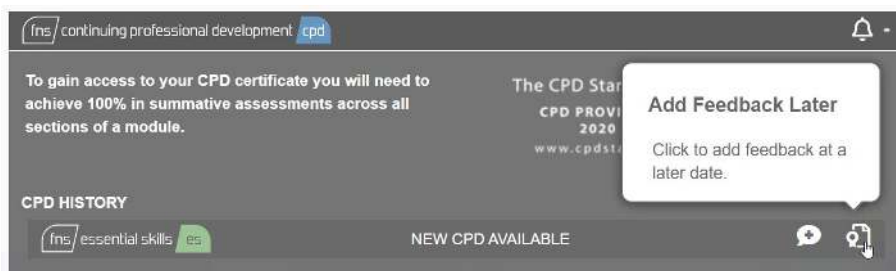 fns continuing professional development cpd
To gain access to your CPD certificate you will need to
achieve 100% in summative assessments across all
sections of a module.
The CPD
CPD
2020
Add Feedback Later
Click to add feedback at a
later date.
CPD HISTORY
fns essential skills es
NEW CPD AVAILABLE